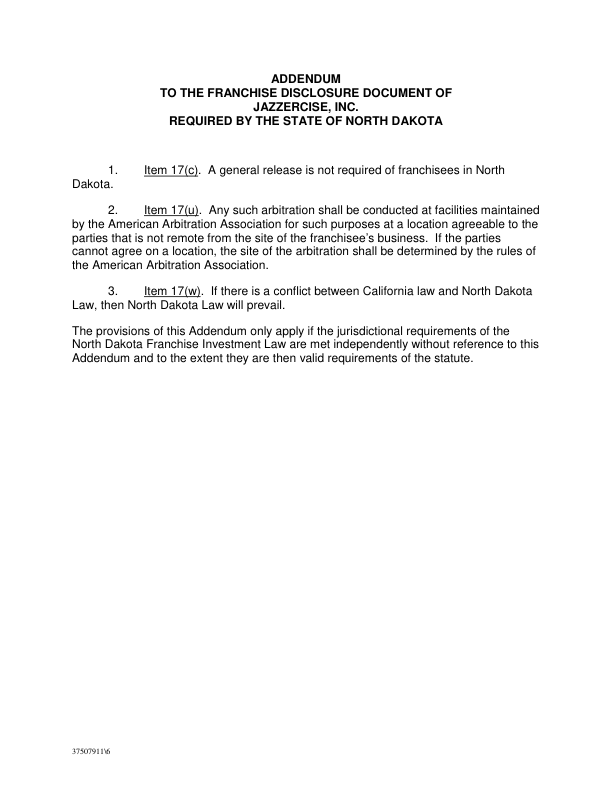 ADDENDUM
TO THE FRANCHISE DISCLOSURE DOCUMENT OF
JAZZERCISE, INC.
REQUIRED BY THE STATE OF NORTH DAKOTA
1. Item 17(c). A general release is not required of franchisees in North
Dakota.
2. Item 17(u). Any such arbitration shall be conducted at facilities maintained
by the American Arbitration Association for such purposes at a location agreeable to the
parties that is not remote from the site of the franchisee's business. If the parties
cannot agree on a location, the site of the arbitration shall be determined by the rules of
the American Arbitration Association.
3. Item 17(w). If there is a conflict between California law and North Dakota
Law, then North Dakota Law will prevail.
The provisions of this Addendum only apply if the jurisdictional requirements of the
North Dakota Franchise Investment Law are met independently without reference to this
Addendum and to the extent they are then valid requirements of the statute.
37507911\6